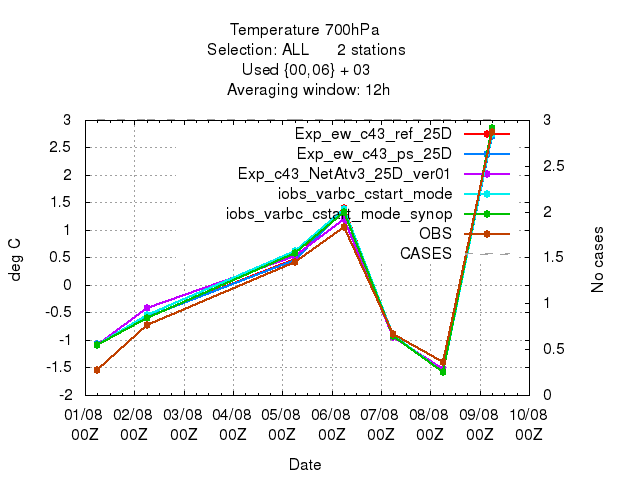 Temperature 700hPa
Selection: ALL 2 stations
Used {00,06} + 03
Averaging window: 12h
3 3
Exp_ew_c43_ref_25D
2.5 2.5
Exp_ew_c43_ps_25D
2 2
Exp_c43_NetAtv3_25D_ver01
1.5 1.5
iobs_varbc_cstart_mode
1 1
iobs_varbc_cstart_mode_synop
0.5 0.5
OBS
0 0
CASES
-0.5
-1
-1.5
-2
deg C
No cases
01/08 02/08 03/08 04/08 05/08 06/08 07/08 08/08 09/08 10/08
00Z 00Z 00Z 00Z 00Z 00Z 00Z 00Z 00Z 00Z
Date